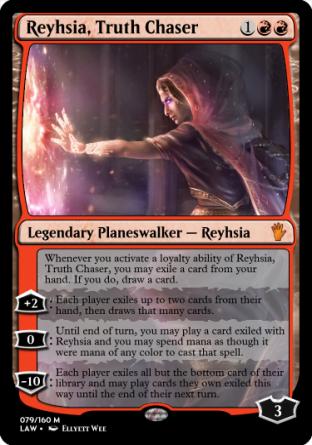 Reyhsia, Truth Chaser 1
Legendary Planeswalker — Reyhsia
Whenever you activate a loyalty ability of Reyhsia,
Truth Chaser, you may exile a card from your
hand. If you do, draw a card.
+2: Each player exiles up to two cards from their
hand, then draws that many cards.
0: Until end of turn, you may play a card exiled with
Reyhsia and you may spend mana as though it
were mana of any color to cast that spell.
-10: Each player exiles all but the bottom card of their
library and may play cards they own exiled this
way until the end of their next turn.
3
079/160 M
LAW • Ellyett Wee